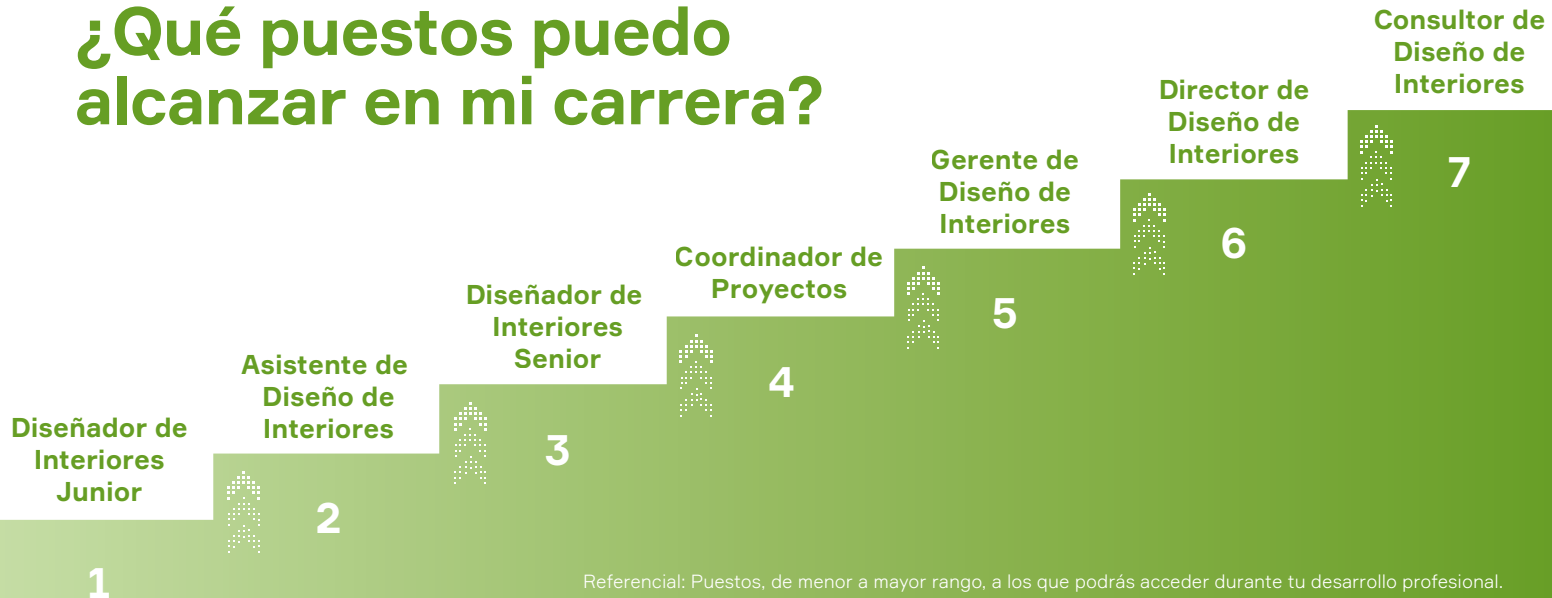 ¿Qué puestos puedo
alcanzar en mi carrera?
Diseñador de
Interiores
Junior
1
Asistente de
Diseño de
Interiores
2
Diseñador de
Interiores
Senior
3
Coordinador de
Proyectos
4
Gerente de
Diseño de
Interiores
5
Director de
Diseño de
Interiores
6
Consultor de
Diseño de
Interiores
7
Referencial: Puestos, de menor a mayor rango, a los que podrás acceder durante tu desarrollo profesional.